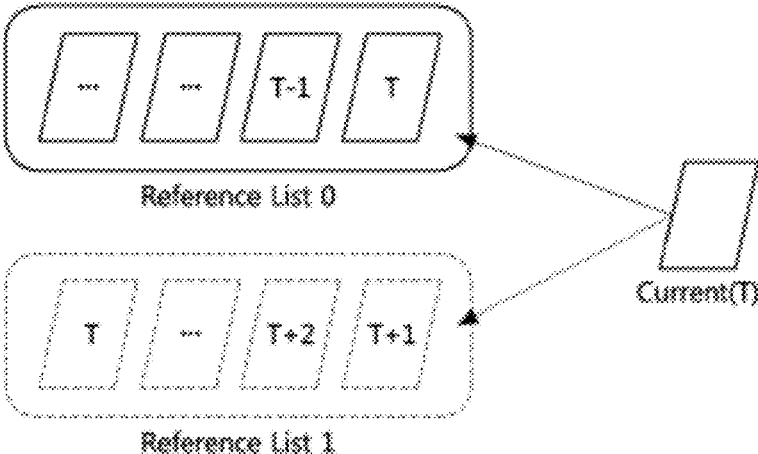 ... ... T-1 T
Reference List 0
Current(T)
T ... T+2 T+1
Reference List 1